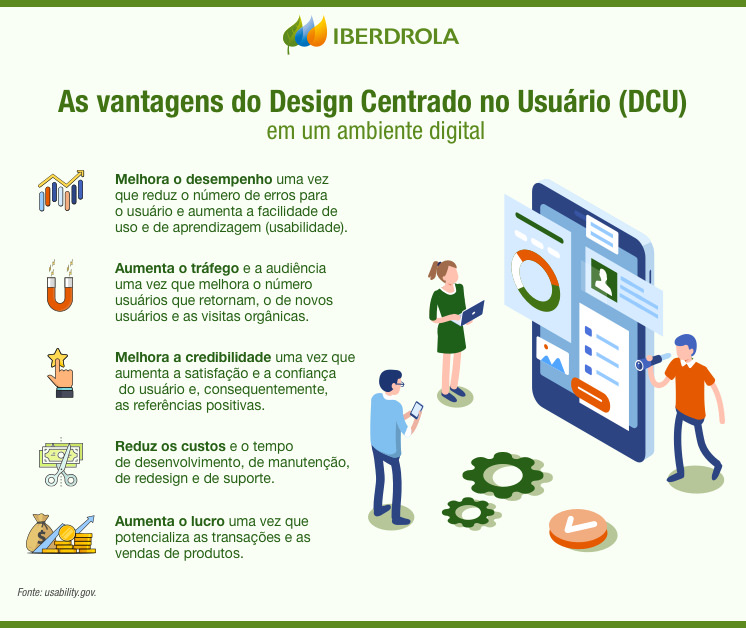 IBERDROLA
As vantagens do Design Centrado no Usuário (DCU)
em um ambiente digital
Melhora o desempenho uma vez
que reduz o número de erros para
o usuário e aumenta a facilidade de
uso e de aprendizagem (usabilidade).
Aumenta o tráfego e a audiência
uma vez que melhora o número
usuários que retornam, o de novos
usuários e as visitas orgânicas.
Melhora a credibilidade uma vez que
aumenta a satisfação e a confiança
do usuário e, consequentemente,
as referências positivas.
Reduz os custos e o tempo
de desenvolvimento, de manutenção,
de redesign e de suporte.
Aumenta o lucro uma vez que
potencializa as transações e as
vendas de produtos.
Fonte: usability.gov.